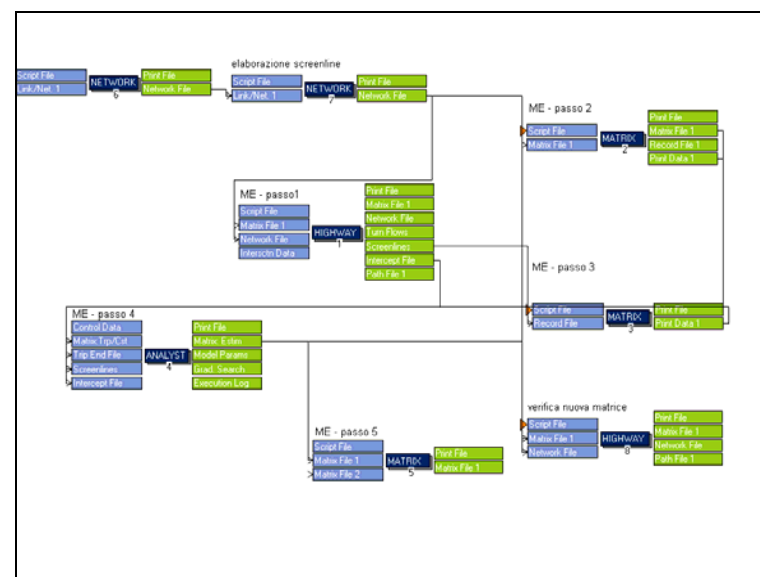 Script File
Link/Net. 1
NETWORK
6
Print File
Network File
elaborazione screenline
Script File
Link/Net. 1
NETWORK
7
Print File
Network File
ME - passo 2
Script File
Matrix File 1
MATRIX
2
Print File
Matrix File 1
Record File 1
Print Data 1
ME - passo1
Script File
Matrix File 1
Network File
Intersctn Data
HIGHWAY
1
Print File
Matrix File 1
Network File
Turn Flows
Screenlines
Intercept File
Path File 1
ME - passo 3
Script File
Record File
MATRIX
3
Print File
Print Data 1
ME - passo 4
Control Data
Matrix Trp/Cst
Trip End File
Screenlines
Intercept File
ANALYST
4
Print File
Matrix Estm
Model Params
Grad. Search
Execution Log
ME - passo 5
Script File
Matrix File 1
Matrix File 2
MATRIX
5
Print File
Matrix File 1
verifica nuova matrice
Script File
Matrix File 1
Network File
HIGHWAY
8
Print File
Matrix File 1
Network File
Path File 1